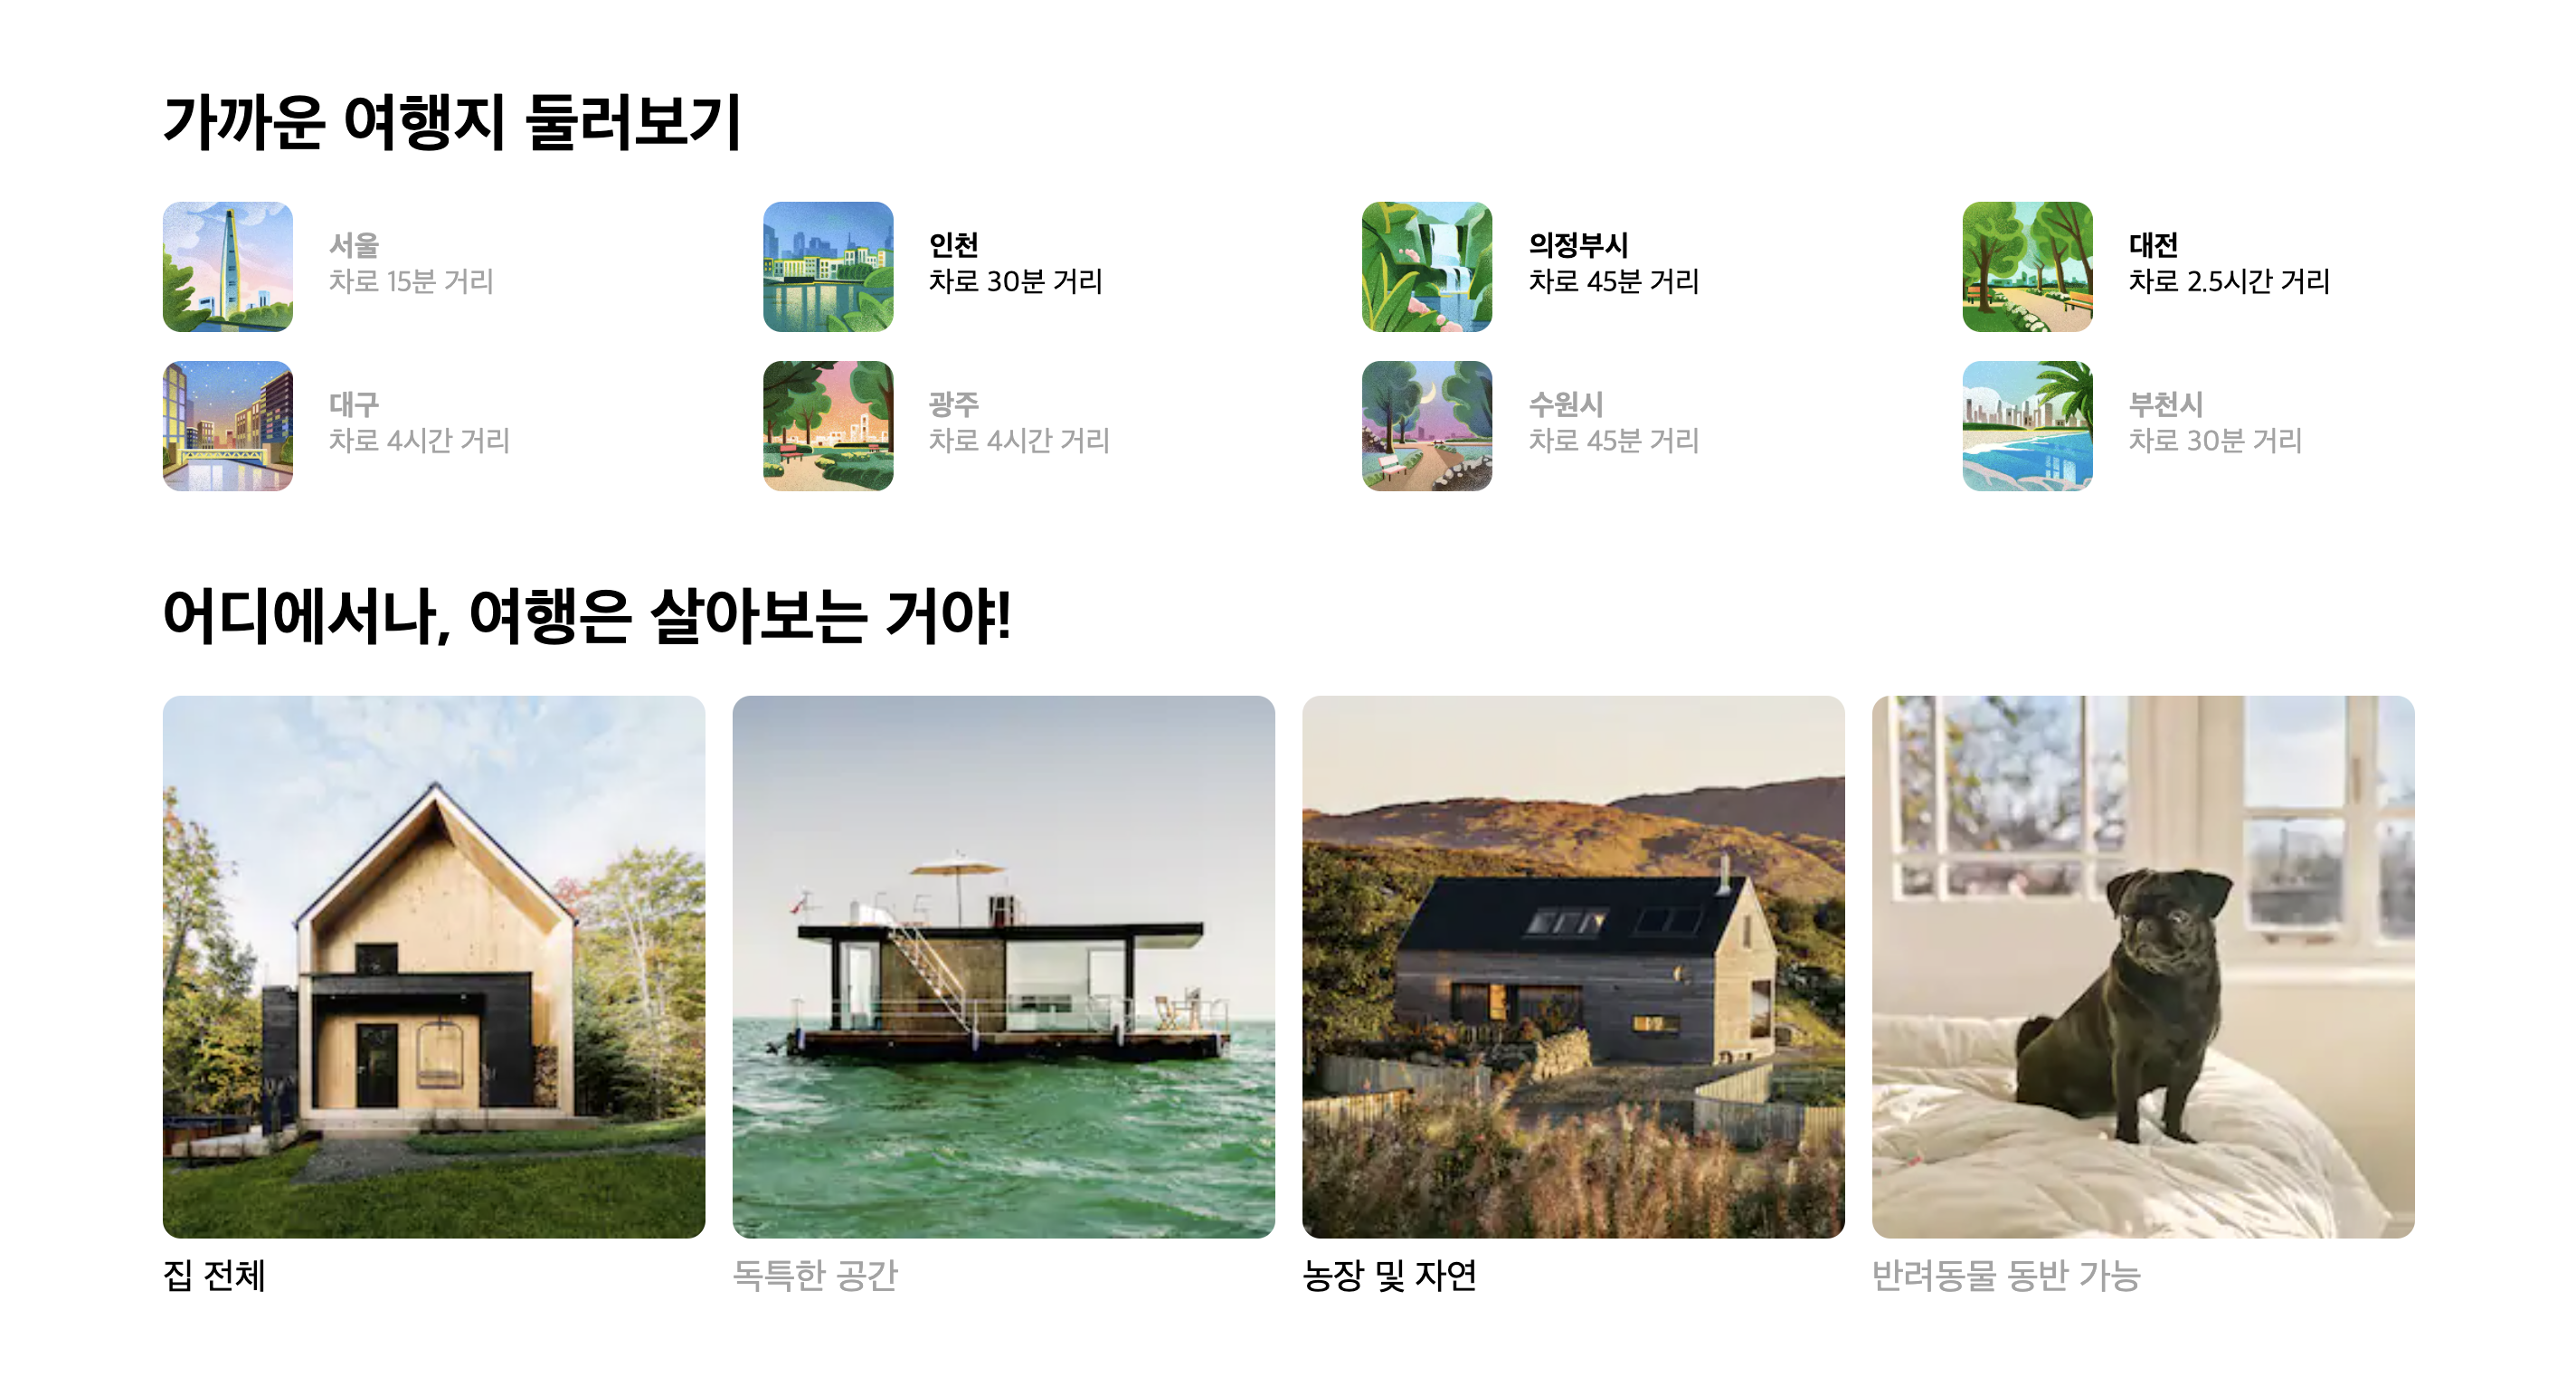 가까운 여행지 둘러보기
서울
차로 15분 거리
인천
차로 30분 거리
의정부시
차로 45분 거리
대전
차로 2.5시간 거리
대구
차로 4시간 거리
광주
차로 4시간 거리
수원시
차로 45분 거리
부천시
차로 30분 거리
어디에서나, 여행은 살아보는 거야!
집 전체
독특한 공간
농장 및 자연
반려동물 동반 가능